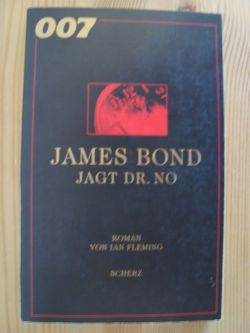 007
JAMES BOND
JAGT DR. NO
ROMAN
VON IAN FLEMING
SCHERZ